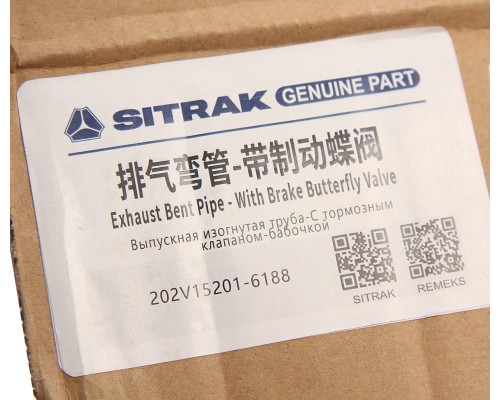 SITRAK GENUINE PART
排气弯管-带制动蝶阀
Exhaust Bent Pipe - With Brake Butterfly Valve
Выпускная изогнутая труба-С тормозным
клапаном-бабочкой
202V15201-6188
SITRAK REMEKS